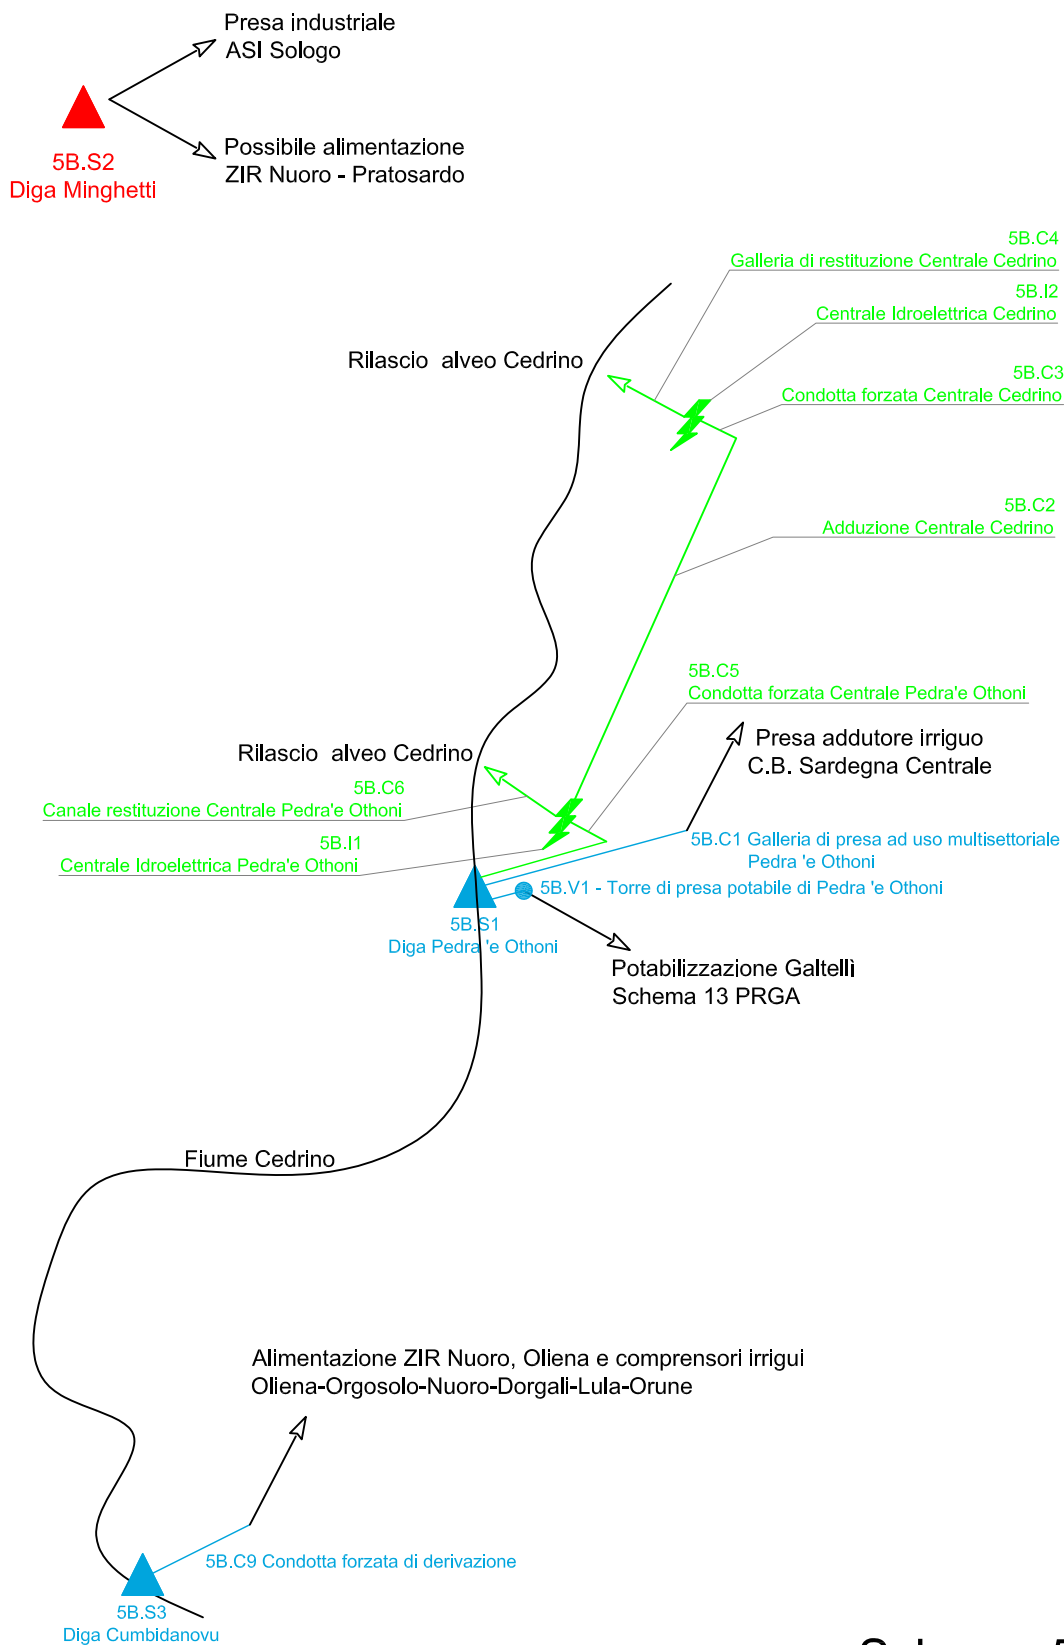 Presa industriale
ASI Sologo
5B.S2
Diga Minghetti
Possibile alimentazione
ZIR Nuoro - Pratosardo
5B.C4
Galleria di restituzione Centrale Cedrino
5B.I2
Centrale Idroelettrica Cedrino
Rilascio alveo Cedrino
5B.C3
Condotta forzata Centrale Cedrino
5B.C2
Adduzione Centrale Cedrino
5B.C5
Condotta forzata Centrale Pedra'e Othoni
Presa addutore irriguo
C.B. Sardegna Centrale
Rilascio alveo Cedrino
5B.C6
Canale restituzione Centrale Pedra'e Othoni
5B.I1
Centrale Idroelettrica Pedra'e Othoni
5B.C1 Galleria di presa ad uso multisettoriale
Pedra 'e Othoni
5B.V1 - Torre di presa potabile di Pedra 'e Othoni
5B.S1
Diga Pedra 'e Othoni
Potabilizzazione Galtellì
Schema 13 PRGA
Fiume Cedrino
Alimentazione ZIR Nuoro, Oliena e comprensori irrigui
Oliena-Orgosolo-Nuoro-Dorgali-Lula-Orune
5B.C9 Condotta forzata di derivazione
5B.S3
Diga Cumbidanovu